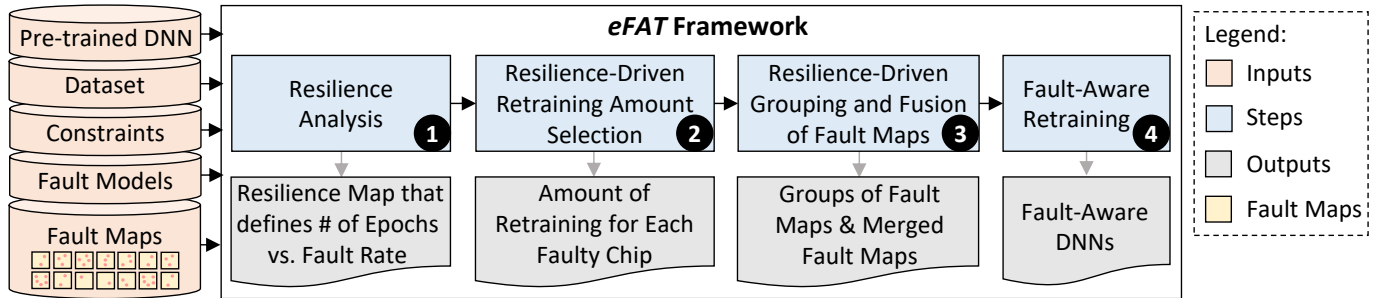 Pre-trained DNN
Dataset
Constraints
Fault Models
Fault Maps
eFAT Framework
Resilience
Analysis
1
Resilience-Driven
Retraining Amount
Selection
2
Resilience-Driven
Grouping and Fusion
of Fault Maps
3
Fault-Aware
Retraining
4
Resilience Map that
defines # of Epochs
vs. Fault Rate
Amount of
Retraining for Each
Faulty Chip
Groups of Fault
Maps & Merged
Fault Maps
Fault-Aware
DNNs
Legend:
Inputs
Steps
Outputs
Fault Maps